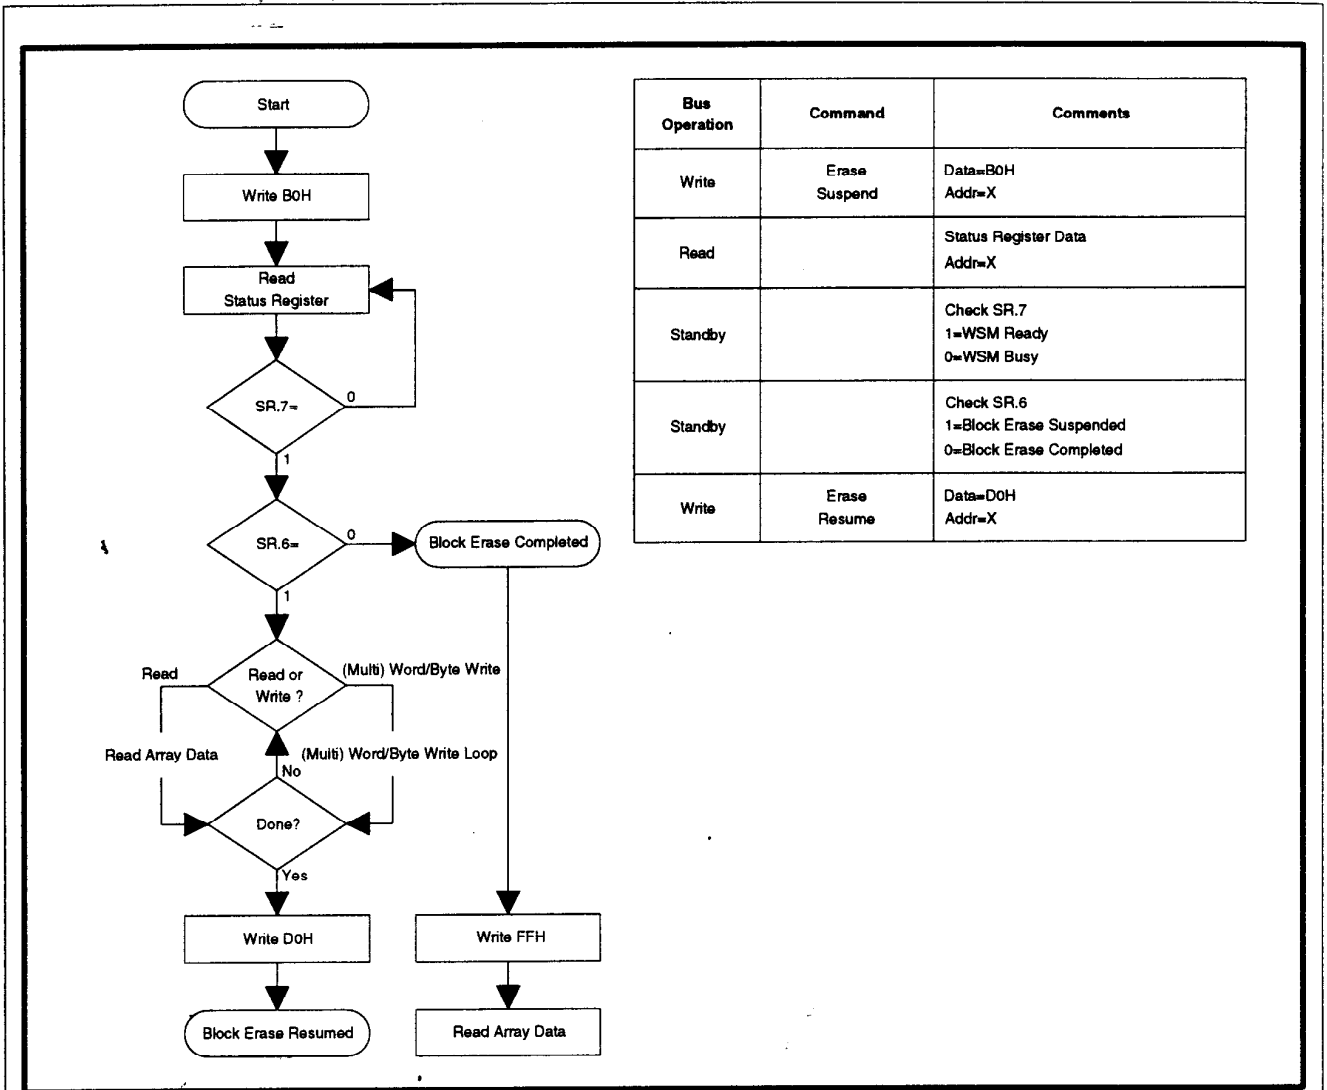 Start
Write B0H
Read
Status Register
SR.7=
0
1
SR.6=
0
1
Block Erase Completed
Read or
Write ?
Read
(Multi) Word/Byte Write
Read Array Data
(Multi) Word/Byte Write Loop
No
Done?
Yes
Write D0H
Write FFH
Block Erase Resumed
Read Array Data
Bus
Operation
Command
Comments
Write
Erase
Suspend
Data=B0H
Addr=X
Read
Status Register Data
Addr=X
Standby
Check SR.7
1=WSM Ready
0=WSM Busy
Standby
Check SR.6
1=Block Erase Suspended
0=Block Erase Completed
Write
Erase
Resume
Data=D0H
Addr=X